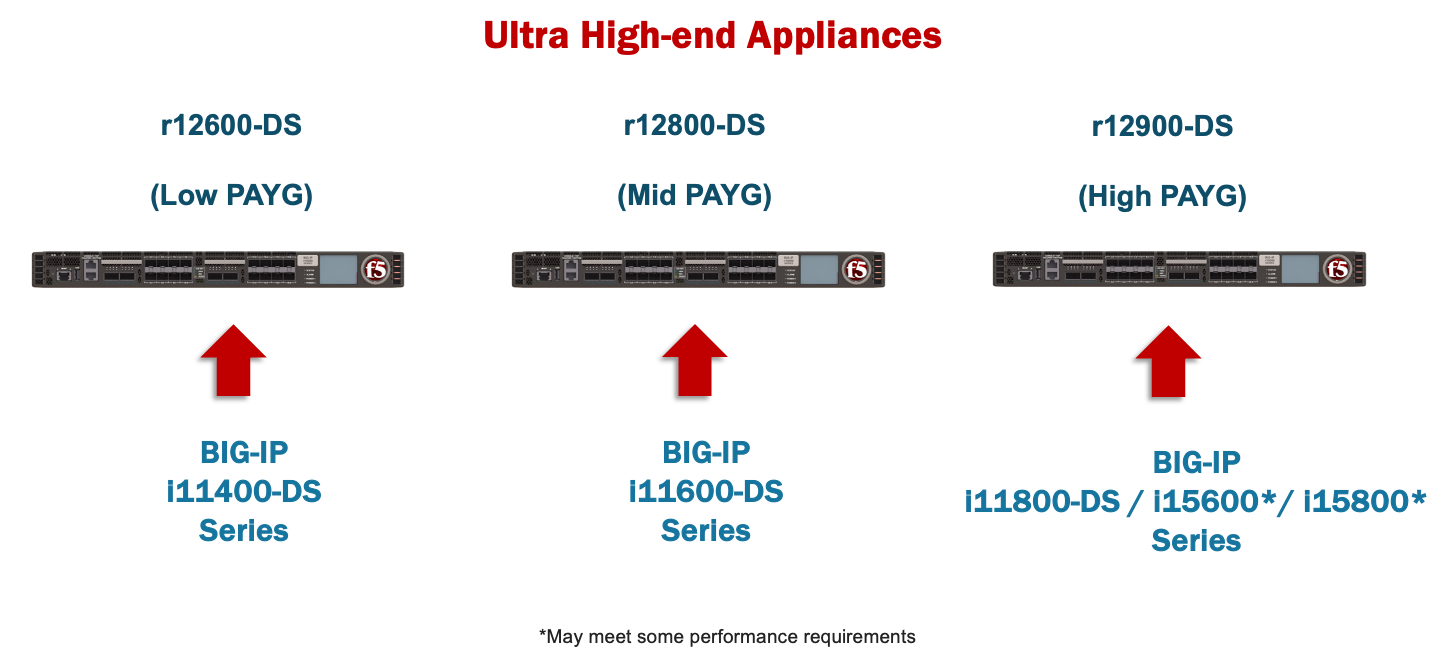 Ultra High-end Appliances
r12600-DS
(Low PAYG)
r12800-DS
(Mid PAYG)
r12900-DS
(High PAYG)
f5
f5
f5
BIG-IP
i11400-DS
Series
BIG-IP
i11600-DS
Series
BIG-IP
i11800-DS / i15600*/ i15800*
Series
*May meet some performance requirements